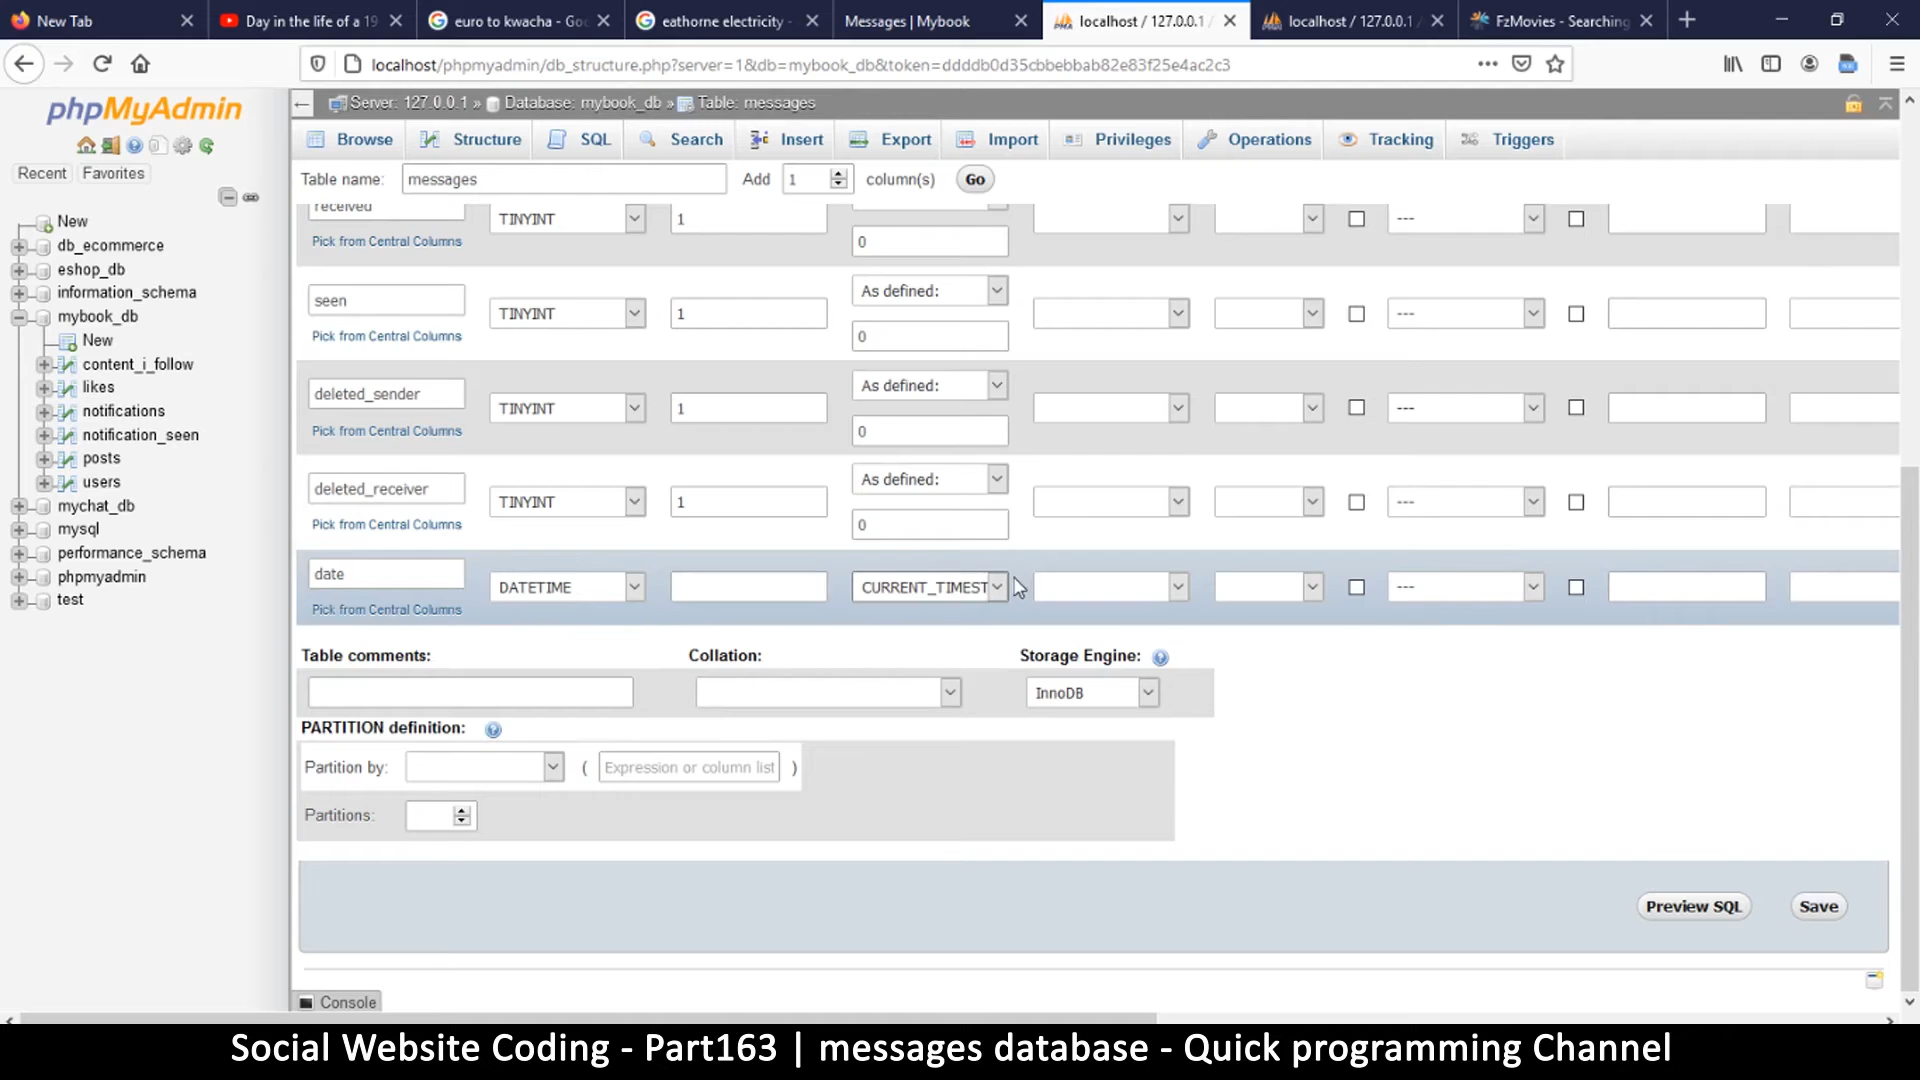 New Tab
Day in the life of a 19
euro to kwacha - Goo
eathorne electricity -
Messages | Mybook
localhost / 127.0.0.1 /
localhost / 127.0.0.1 /
FzMovies - Searching
localhost/phpmyadmin/db_structure.php?server=1&db=mybook_db&token=ddddb0d35cbbebbab82e83f25e4ac2c3
phpMyAdmin
Recent
Favorites
New
db_ecommerce
eshop_db
information_schema
mybook_db
New
content_i_follow
likes
notifications
notification_seen
posts
users
mychat_db
mysql
performance_schema
phpmyadmin
test
Server: 127.0.0.1 » Database: mybook_db » Table: messages
Browse Structure SQL Search Insert Export Import Privileges Operations Tracking Triggers
Table name: messages Add 1 column(s) Go
received TINYINT 1 ---
Pick from Central Columns 0
seen TINYINT 1 As defined: ---
Pick from Central Columns 0
deleted_sender TINYINT 1 As defined: ---
Pick from Central Columns 0
deleted_receiver TINYINT 1 As defined: ---
Pick from Central Columns 0
date DATETIME CURRENT_TIMEST ---
Pick from Central Columns
Table comments: Collation: Storage Engine:
InnoDB
PARTITION definition:
Partition by: ( Expression or column list )
Partitions:
Preview SQL Save
Console
Social Website Coding - Part163 | messages database - Quick programming Channel